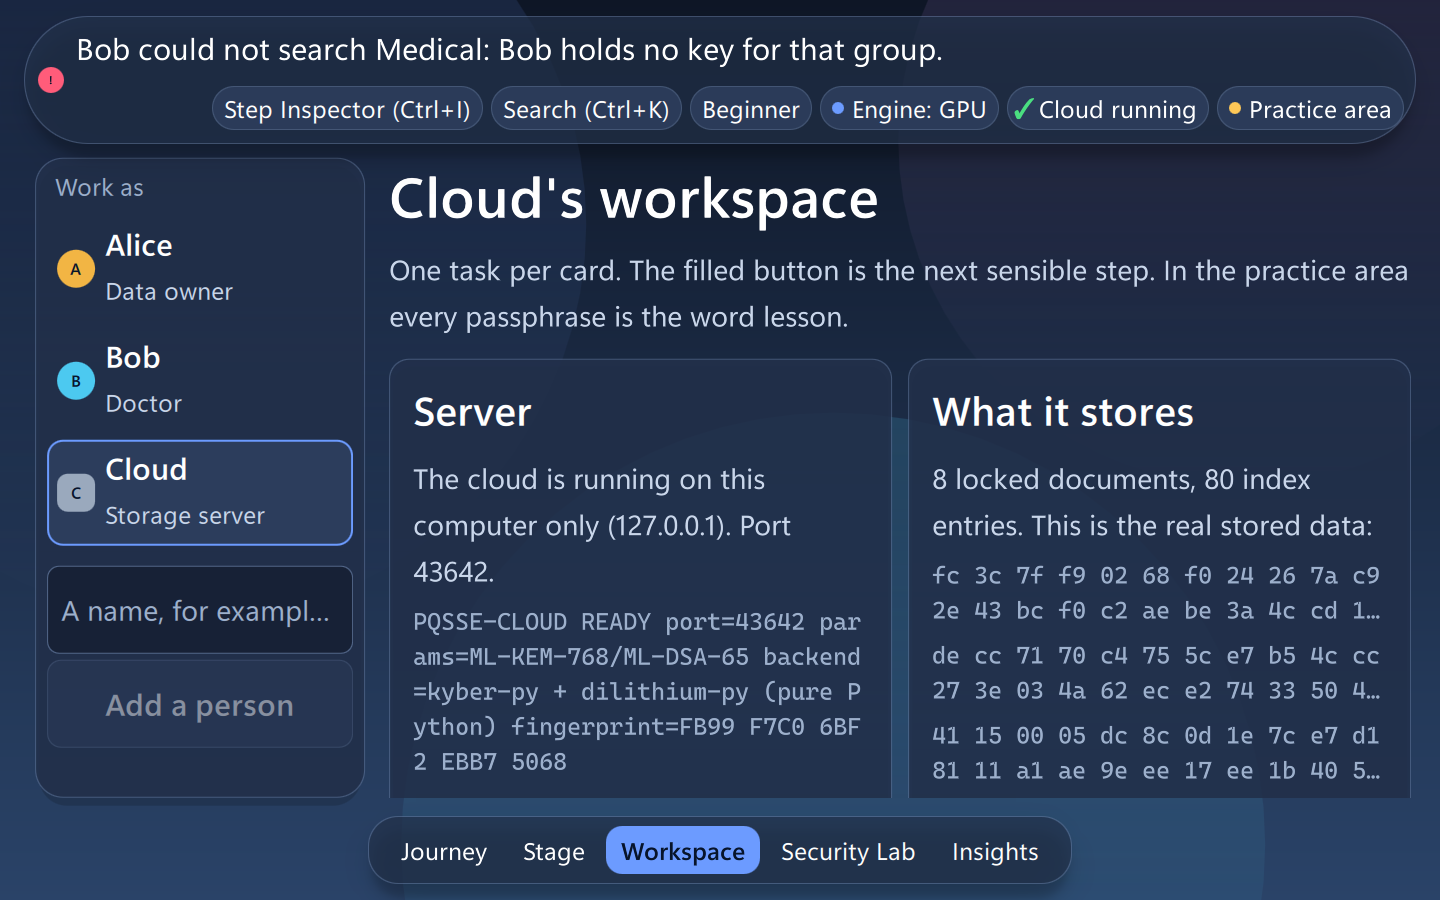 Bob could not search Medical: Bob holds no key for that group.
!
Step Inspector (Ctrl+I)
Search (Ctrl+K)
Beginner
Engine: GPU
✓ Cloud running
Practice area
Work as
A
Alice
Data owner
B
Bob
Doctor
C
Cloud
Storage server
A name, for exampl...
Add a person
Cloud's workspace
One task per card. The filled button is the next sensible step. In the practice area
every passphrase is the word lesson.
Server
The cloud is running on this
computer only (127.0.0.1). Port
43642.
PQSSE-CLOUD READY port=43642 par
ams=ML-KEM-768/ML-DSA-65 backend
=kyber-py + dilithium-py (pure P
ython) fingerprint=FB99 F7C0 6BF
2 EBB7 5068
What it stores
8 locked documents, 80 index
entries. This is the real stored data:
fc 3c 7f f9 02 68 f0 24 26 7a c9
2e 43 bc f0 c2 ae be 3a 4c cd 1…
de cc 71 70 c4 75 5c e7 b5 4c cc
27 3e 03 4a 62 ec e2 74 33 50 4…
41 15 00 05 dc 8c 0d 1e 7c e7 d1
81 11 a1 ae 9e ee 17 ee 1b 40 5…
Journey
Stage
Workspace
Security Lab
Insights